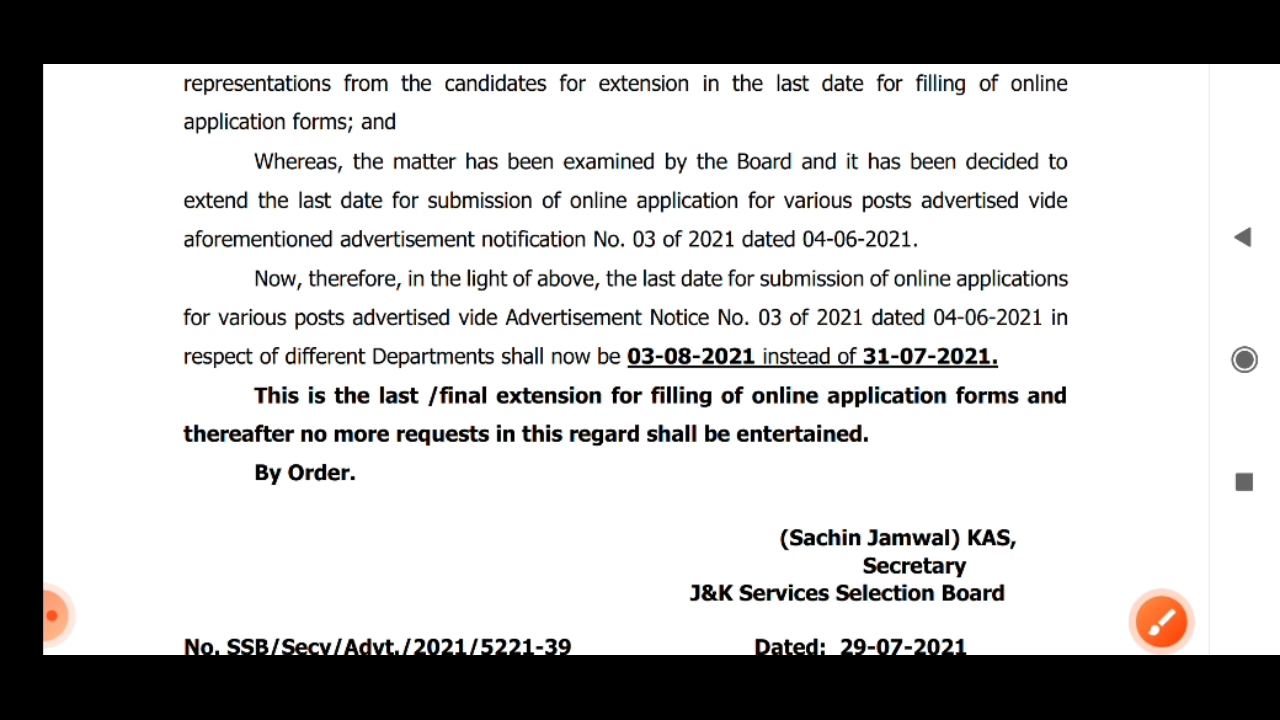 representations from the candidates for extension in the last date for filling of online
application forms; and
Whereas, the matter has been examined by the Board and it has been decided to
extend the last date for submission of online application for various posts advertised vide
aforementioned advertisement notification No. 03 of 2021 dated 04-06-2021.
Now, therefore, in the light of above, the last date for submission of online applications
for various posts advertised vide Advertisement Notice No. 03 of 2021 dated 04-06-2021 in
respect of different Departments shall now be 03-08-2021 instead of 31-07-2021.
This is the last /final extension for filling of online application forms and
thereafter no more requests in this regard shall be entertained.
By Order.
(Sachin Jamwal) KAS,
Secretary
J&K Services Selection Board
No. SSB/Secy/Advt./2021/5221-39 Dated: 29-07-2021